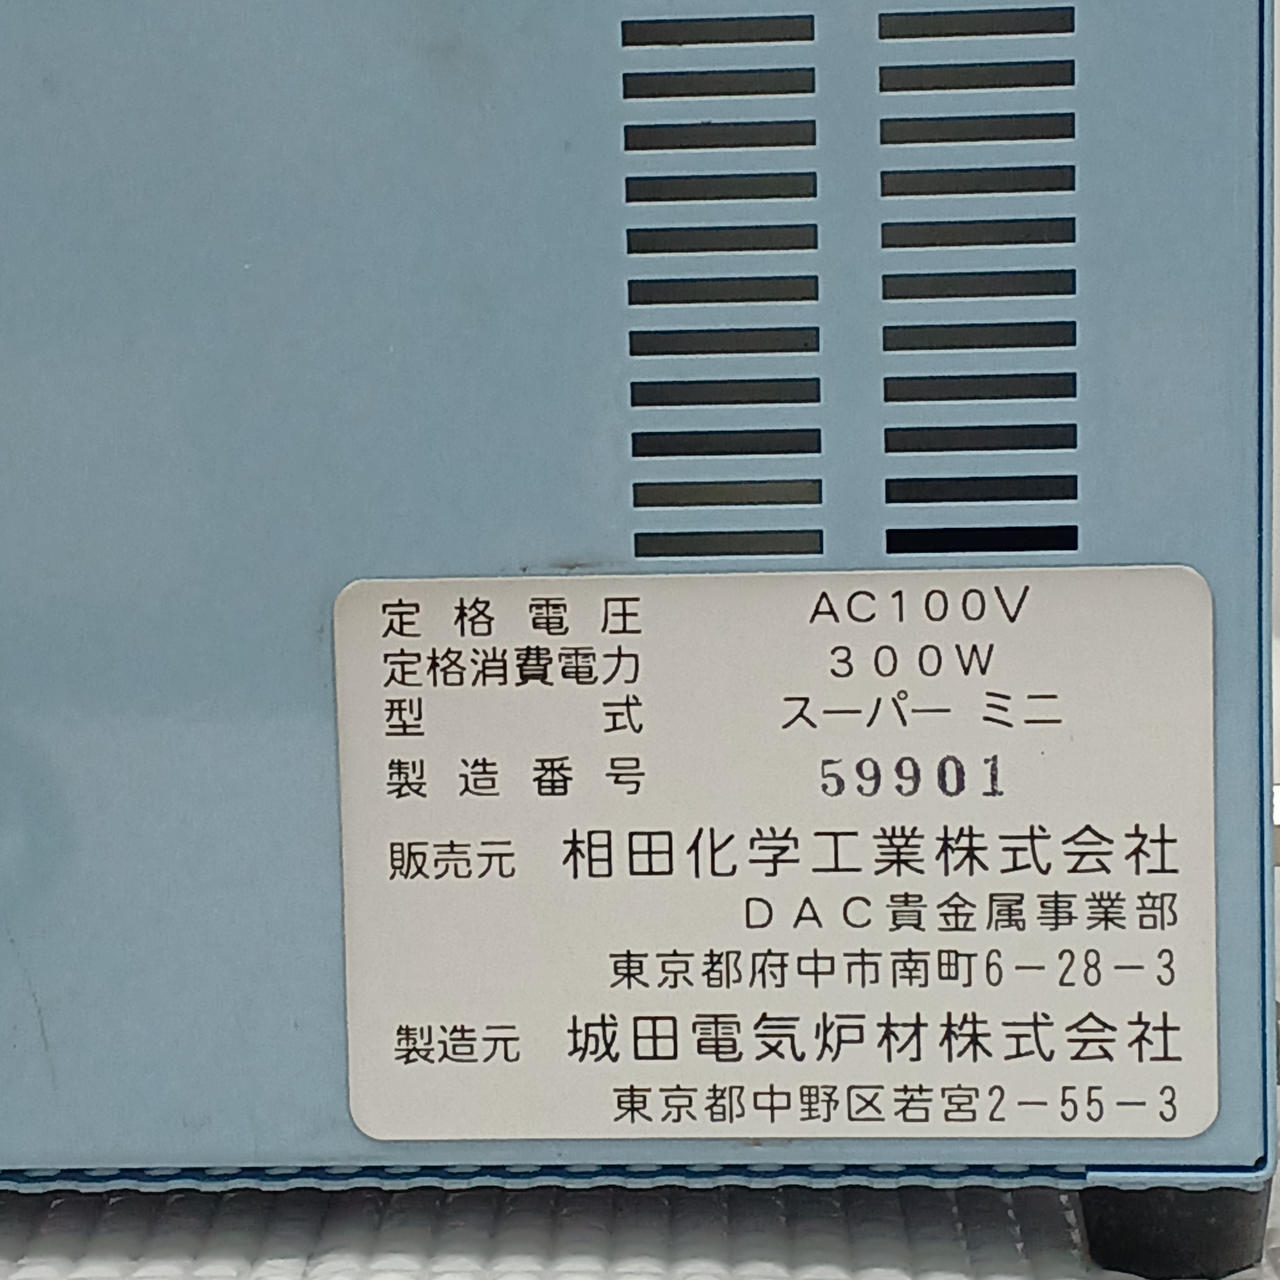 定格電圧 AC100V
定格消費電力 300W
型式 スーパー ミニ
製造番号 59901
販売元 相田化学工業株式会社
DAC貴金属事業部
東京都府中市南町6-28-3
製造元 城田電気炉材株式会社
東京都中野区若宮2-55-3